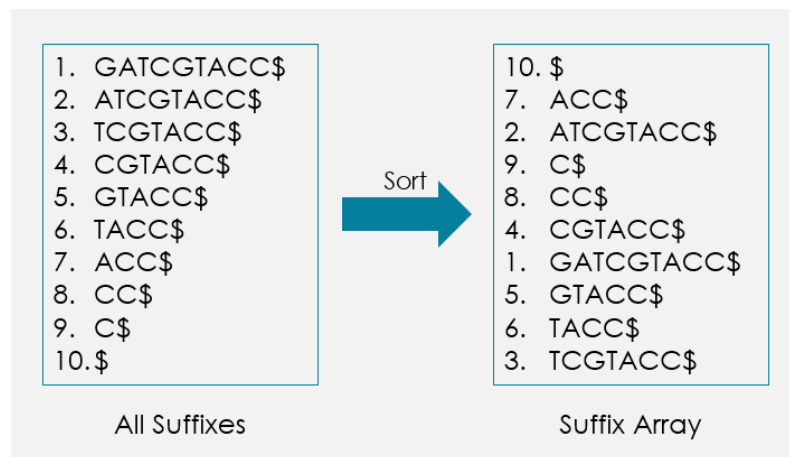 1. GATCGTACC$
2. ATCGTACC$
3. TCGTACC$
4. CGTACC$
5. GTACC$
6. TACC$
7. ACC$
8. CC$
9. C$
10. $
All Suffixes
Sort
10. $
7. ACC$
2. ATCGTACC$
9. C$
8. CC$
4. CGTACC$
1. GATCGTACC$
5. GTACC$
6. TACC$
3. TCGTACC$
Suffix Array